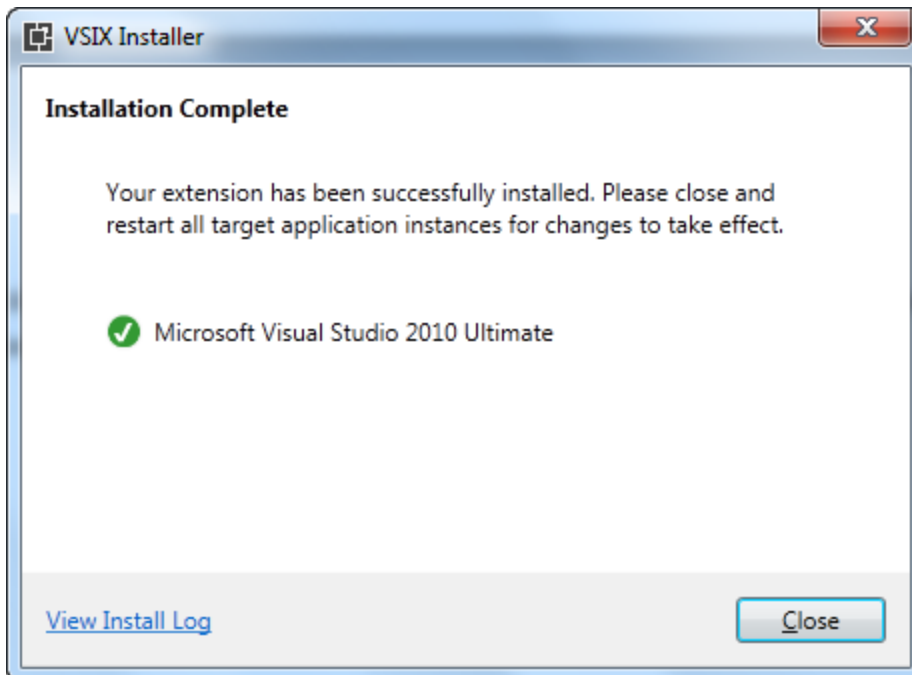 VSIX Installer
Installation Complete
Your extension has been successfully installed. Please close and
restart all target application instances for changes to take effect.
Microsoft Visual Studio 2010 Ultimate
View Install Log
Close